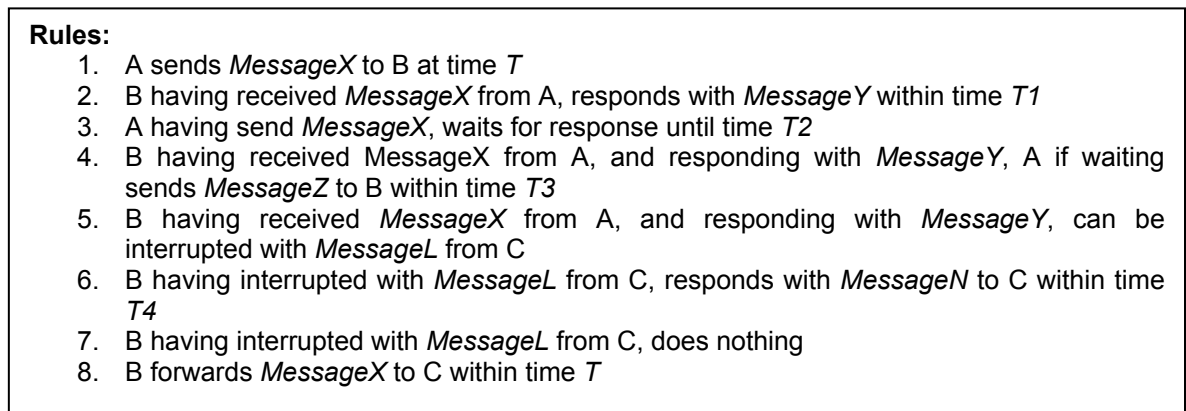 Rules:
1. A sends MessageX to B at time T
2. B having received MessageX from A, responds with MessageY within time T1
3. A having send MessageX, waits for response until time T2
4. B having received MessageX from A, and responding with MessageY, A if waiting
sends MessageZ to B within time T3
5. B having received MessageX from A, and responding with MessageY, can be
interrupted with MessageL from C
6. B having interrupted with MessageL from C, responds with MessageN to C within time
T4
7. B having interrupted with MessageL from C, does nothing
8. B forwards MessageX to C within time T